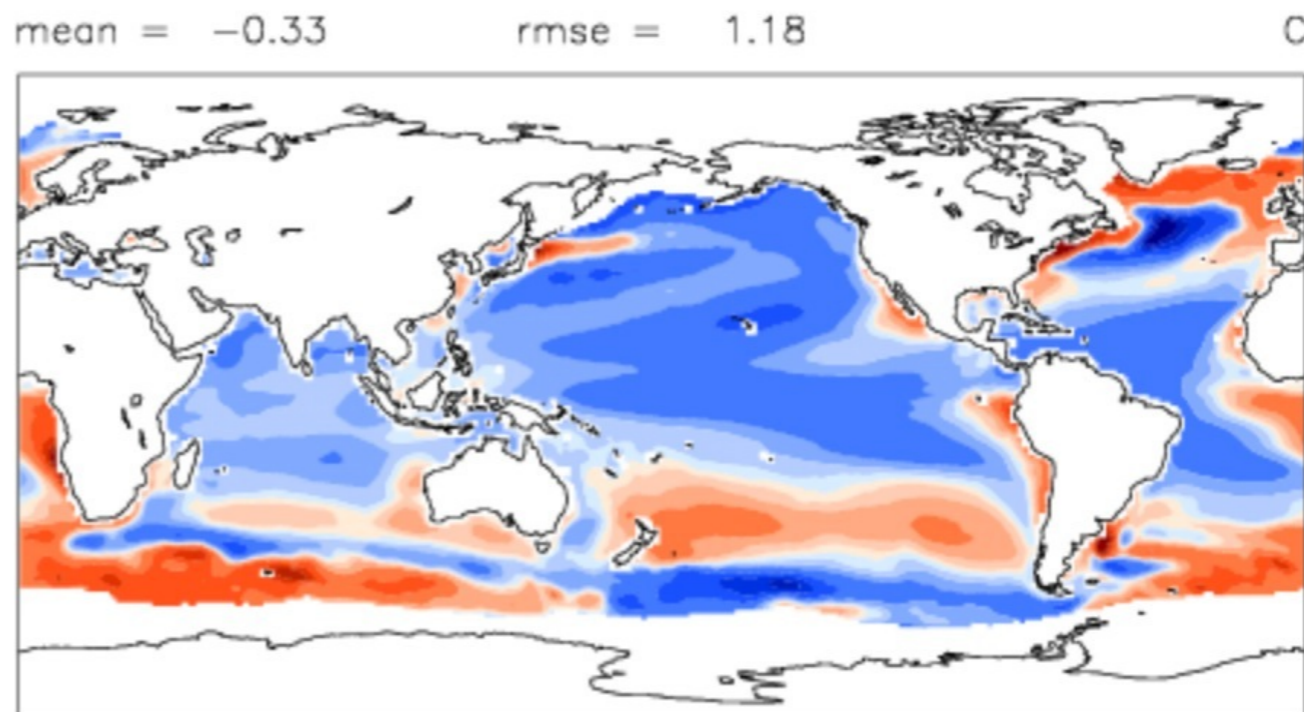 mean = -0.33 rmse = 1.18